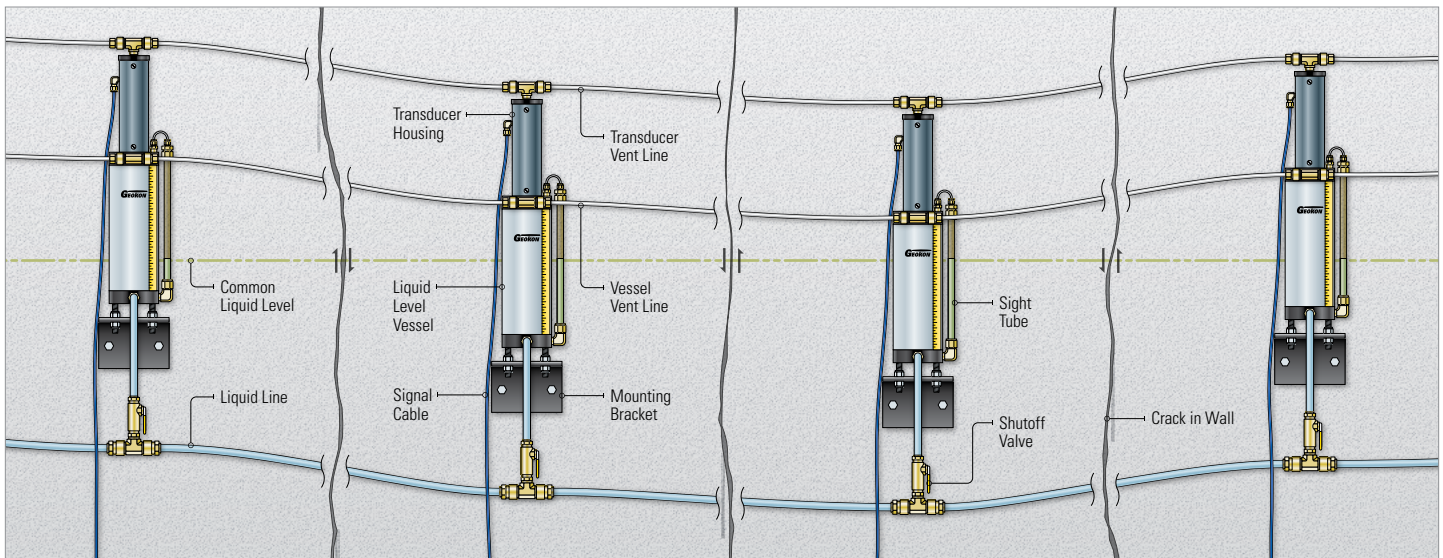 Transducer
Housing
Transducer
Vent Line
GEOKON
GEOKON
GEOKON
GEOKON
Common
Liquid Level
Liquid
Level
Vessel
Vessel
Vent Line
Sight
Tube
Liquid Line
Signal
Cable
Mounting
Bracket
Shutoff
Valve
Crack in Wall